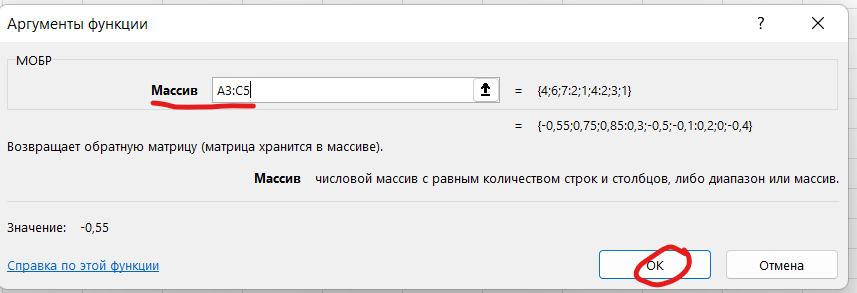 Аргументы функции ?
МОБР
Массив A3:C5 = {4;6;7:2;1;4:2;3;1}
= {-0,55;0,75;0,85:0,3;-0,5;-0,1:0,2;0;-0,4}
Возвращает обратную матрицу (матрица хранится в массиве).
Массив числовой массив с равным количеством строк и столбцов, либо диапазон или массив.
Значение: -0,55
Справка по этой функции
ОК Отмена